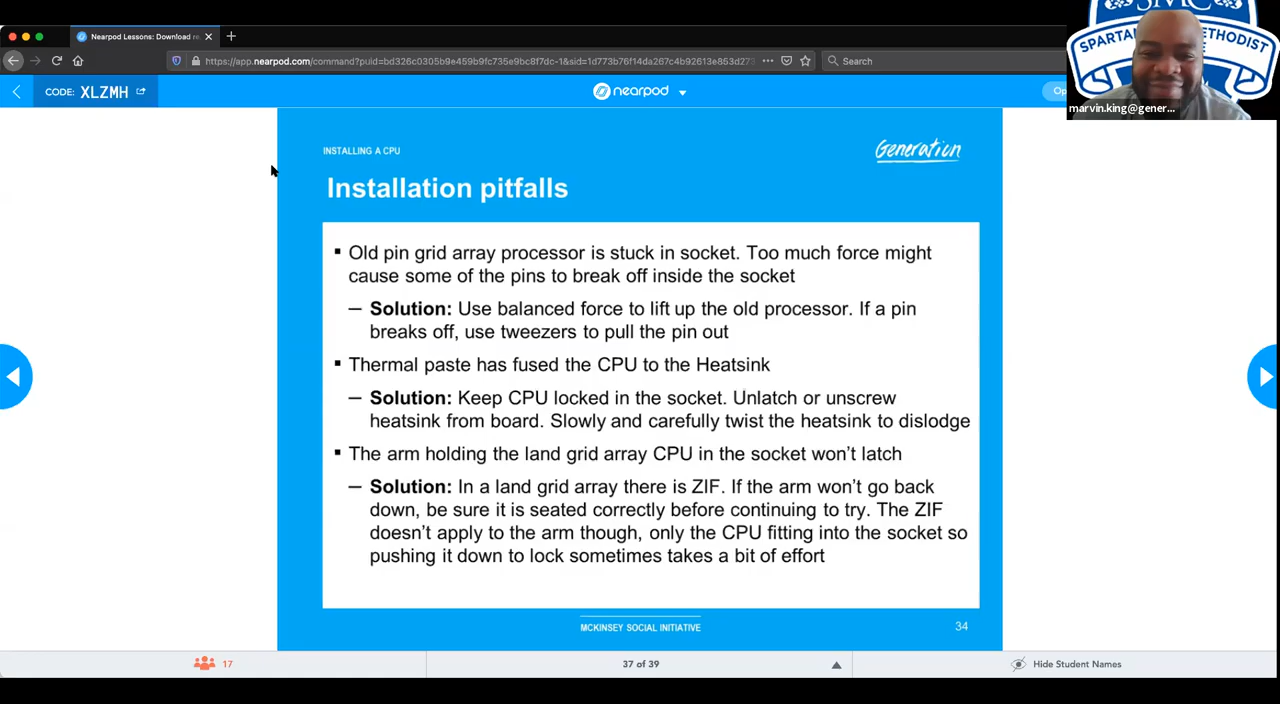 Nearpod Lessons: Download re
https://app.nearpod.com/command?puid=bd326c0305b9e459b9fc735e9bc8f7dc-1&sid=1d773b76f14da267c4b92613e853d273
Search
SMC
SPARTAN METHODIST
marvin.king@gener...
CODE: XLZMH
nearpod
Op
INSTALLING A CPU
Generation
Installation pitfalls
▪ Old pin grid array processor is stuck in socket. Too much force might
cause some of the pins to break off inside the socket
– Solution: Use balanced force to lift up the old processor. If a pin
breaks off, use tweezers to pull the pin out
▪ Thermal paste has fused the CPU to the Heatsink
– Solution: Keep CPU locked in the socket. Unlatch or unscrew
heatsink from board. Slowly and carefully twist the heatsink to dislodge
▪ The arm holding the land grid array CPU in the socket won’t latch
– Solution: In a land grid array there is ZIF. If the arm won’t go back
down, be sure it is seated correctly before continuing to try. The ZIF
doesn’t apply to the arm though, only the CPU fitting into the socket so
pushing it down to lock sometimes takes a bit of effort
MCKINSEY SOCIAL INITIATIVE
34
17
37 of 39
Hide Student Names